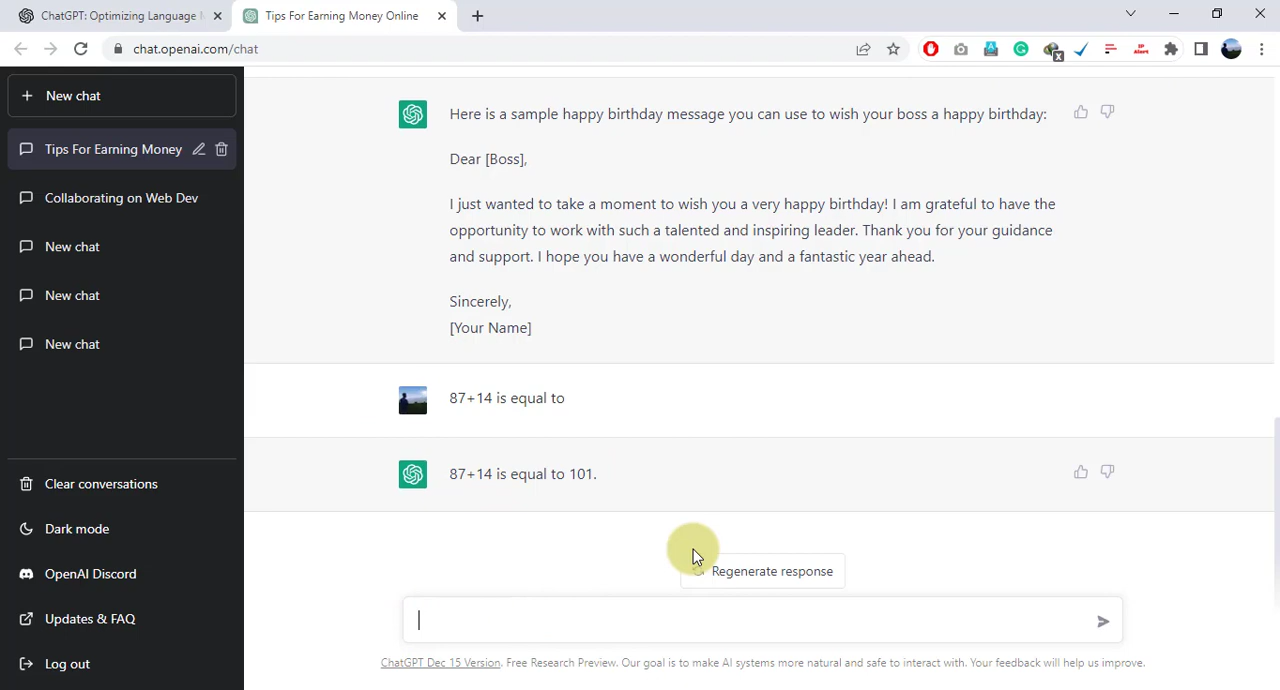 ChatGPT: Optimizing Language
Tips For Earning Money Online
chat.openai.com/chat
New chat
Tips For Earning Money
Collaborating on Web Dev
New chat
New chat
New chat
Clear conversations
Dark mode
OpenAI Discord
Updates & FAQ
Log out
Here is a sample happy birthday message you can use to wish your boss a happy birthday:
Dear [Boss],
I just wanted to take a moment to wish you a very happy birthday! I am grateful to have the
opportunity to work with such a talented and inspiring leader. Thank you for your guidance
and support. I hope you have a wonderful day and a fantastic year ahead.
Sincerely,
[Your Name]
87+14 is equal to
87+14 is equal to 101.
Regenerate response
ChatGPT Dec 15 Version. Free Research Preview. Our goal is to make AI systems more natural and safe to interact with. Your feedback will help us improve.